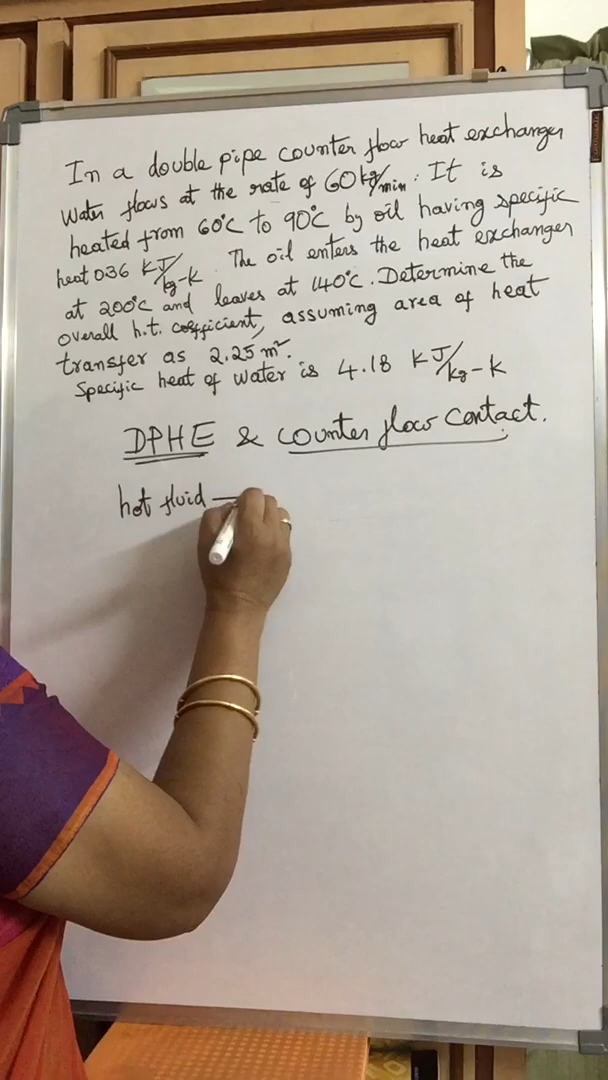 In a double pipe counter flow heat exchanger
water flows at the rate of 60 kg/min. It is
heated from 60°C to 90°C by oil having specific
heat 036 KJ/kg-k. The oil enters the heat exchanger
at 200°C and leaves at 140°C. Determine the
overall h.t. coefficient, assuming area of heat
transfer as 2.25 m².
Specific heat of water is 4.18 KJ/kg-k
DPHE & counter flow contact.
hot fluid